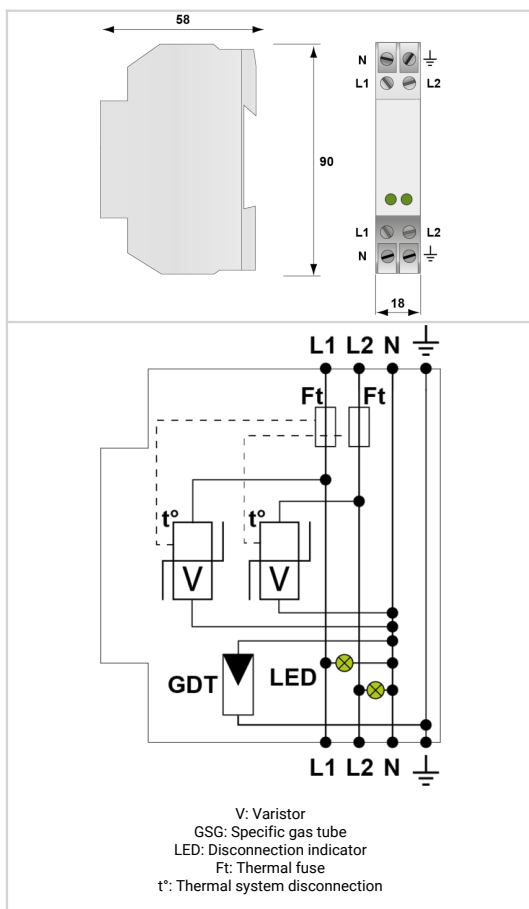 58
N ⏚
L1 L2
90
L1 L2
N ⏚
18
L1 L2 N
Ft Ft
t° t°
V V
GDT LED
L1 L2 N
V: Varistor
GSG: Specific gas tube
LED: Disconnection indicator
Ft: Thermal fuse
t°: Thermal system disconnection